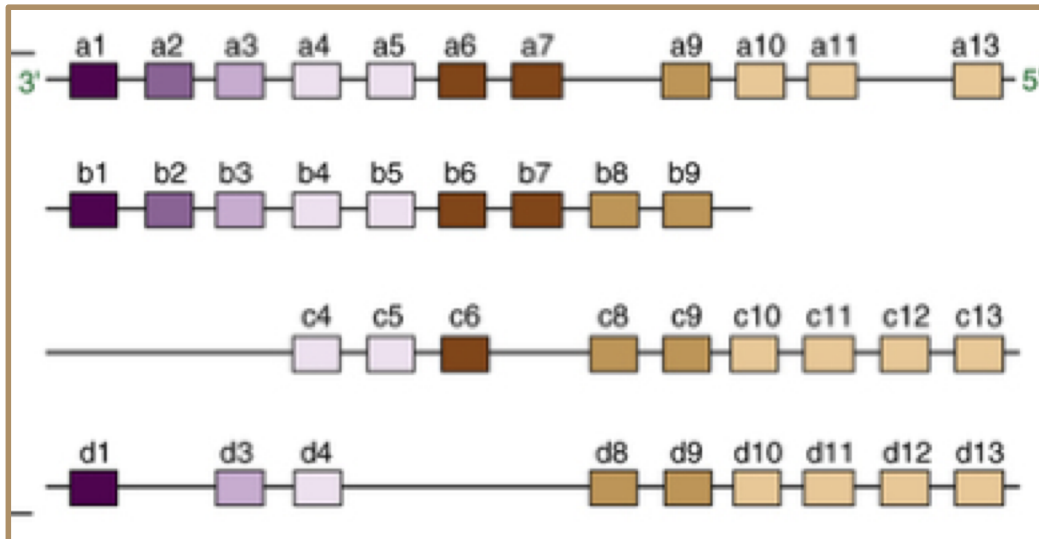 a1 a2 a3 a4 a5 a6 a7 a9 a10 a11 a13
3' 5'
b1 b2 b3 b4 b5 b6 b7 b8 b9
c4 c5 c6 c8 c9 c10 c11 c12 c13
d1 d3 d4 d8 d9 d10 d11 d12 d13